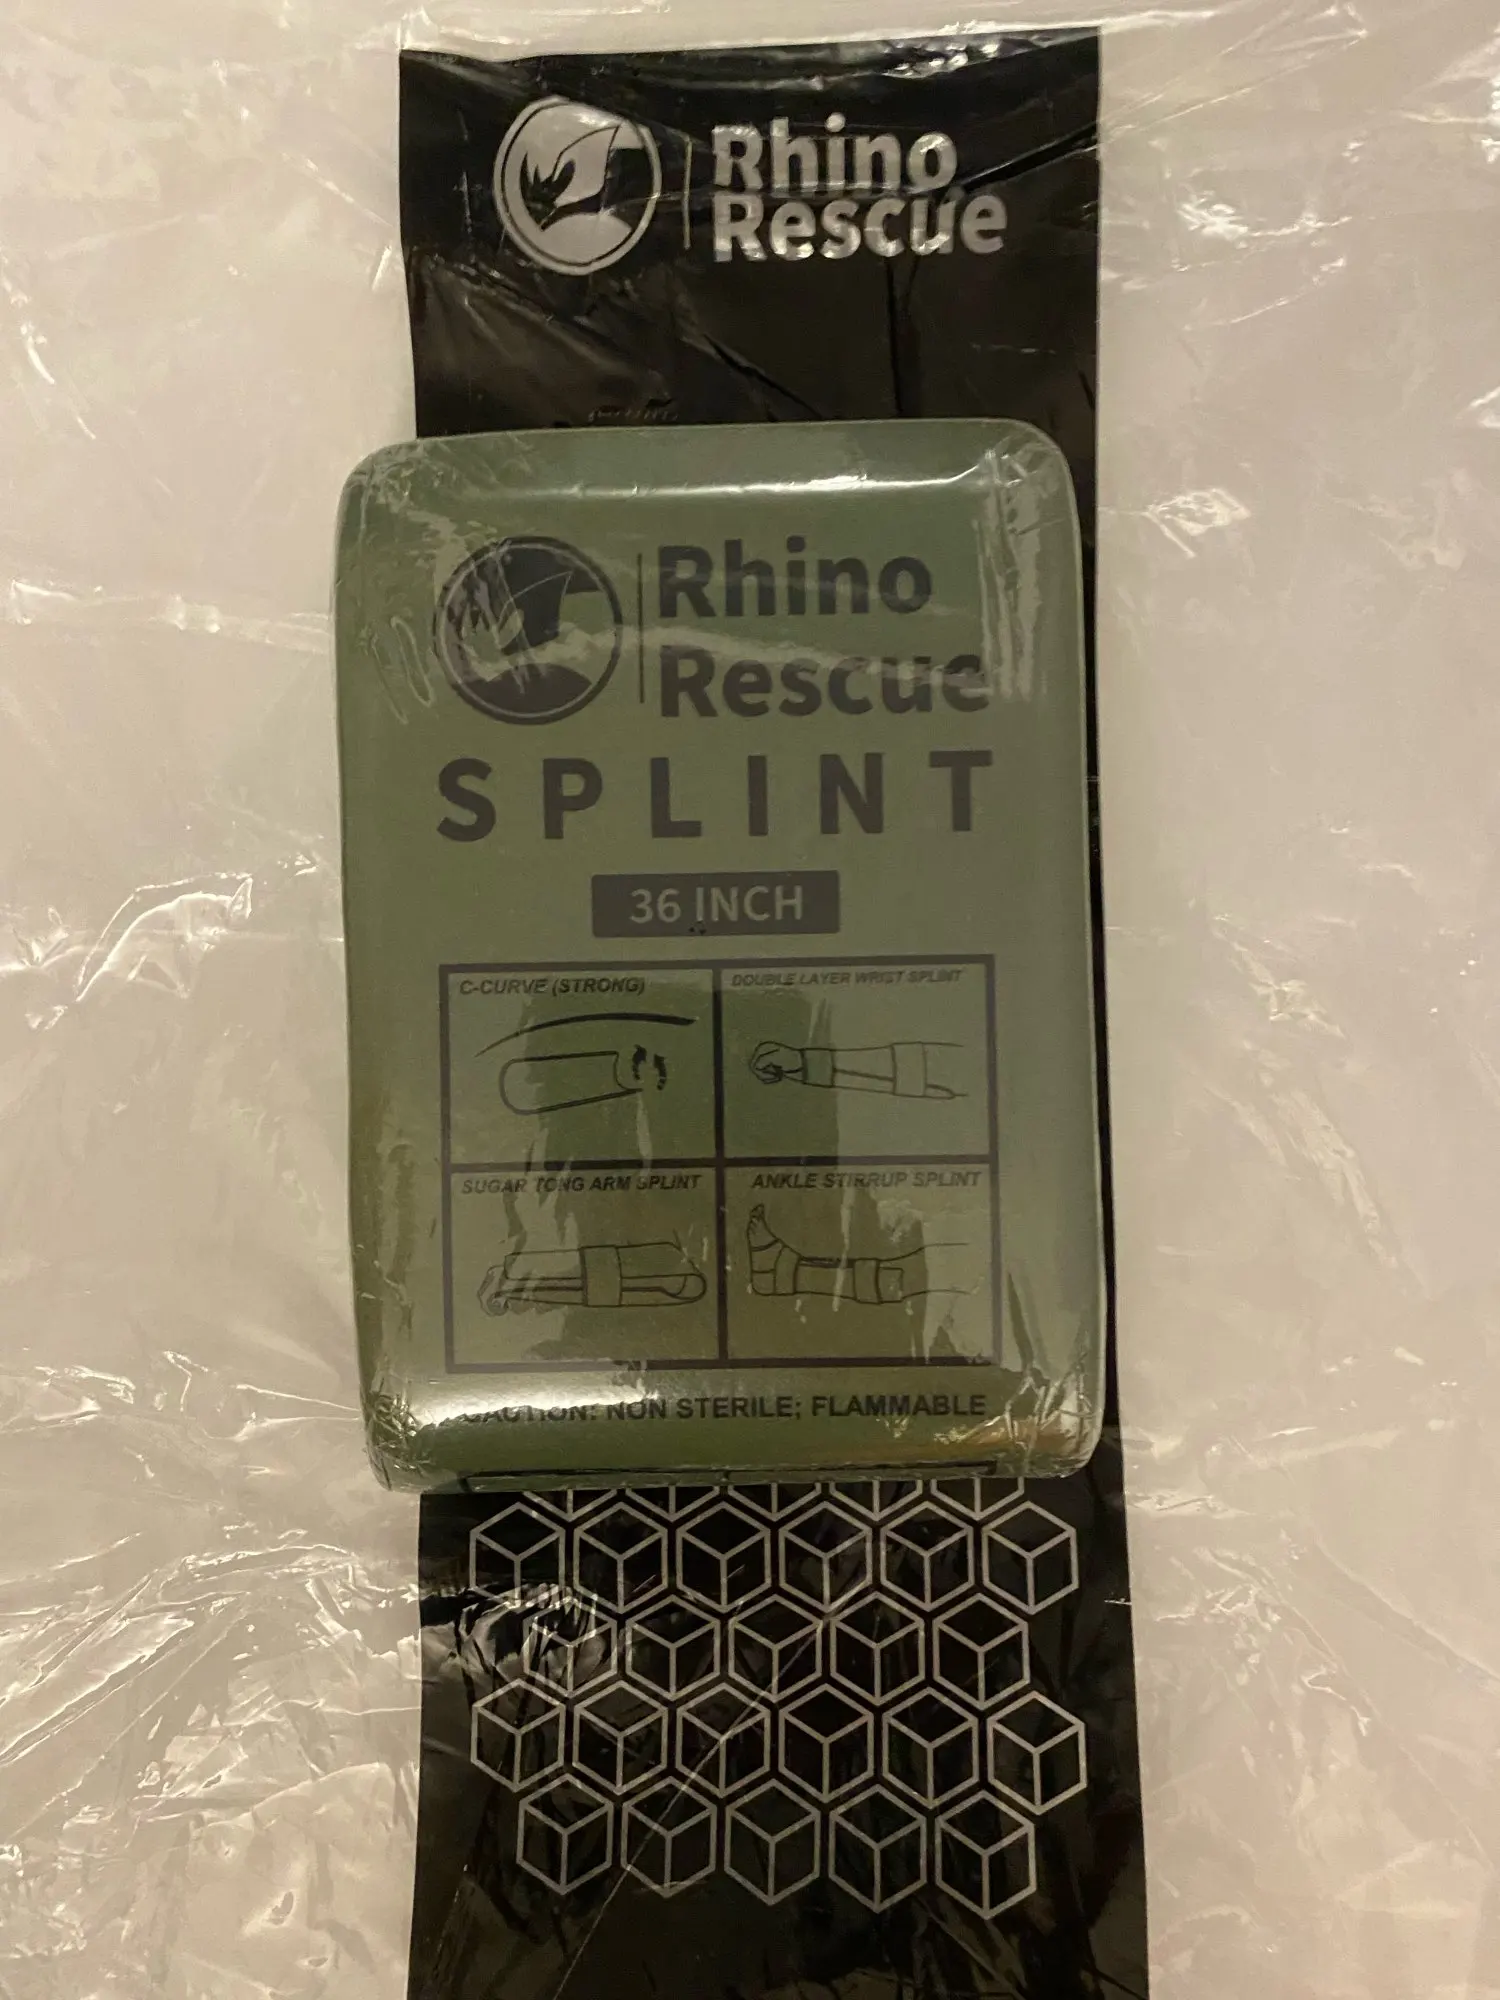 Rhino
Rescue
Rhino
Rescue
SPLINT
36 INCH
C-CURVE (STRONG)
DOUBLE LAYER WRIST SPLINT
SUGAR TONG ARM SPLINT
ANKLE STIRRUP SPLINT
CAUTION: NON STERILE; FLAMMABLE